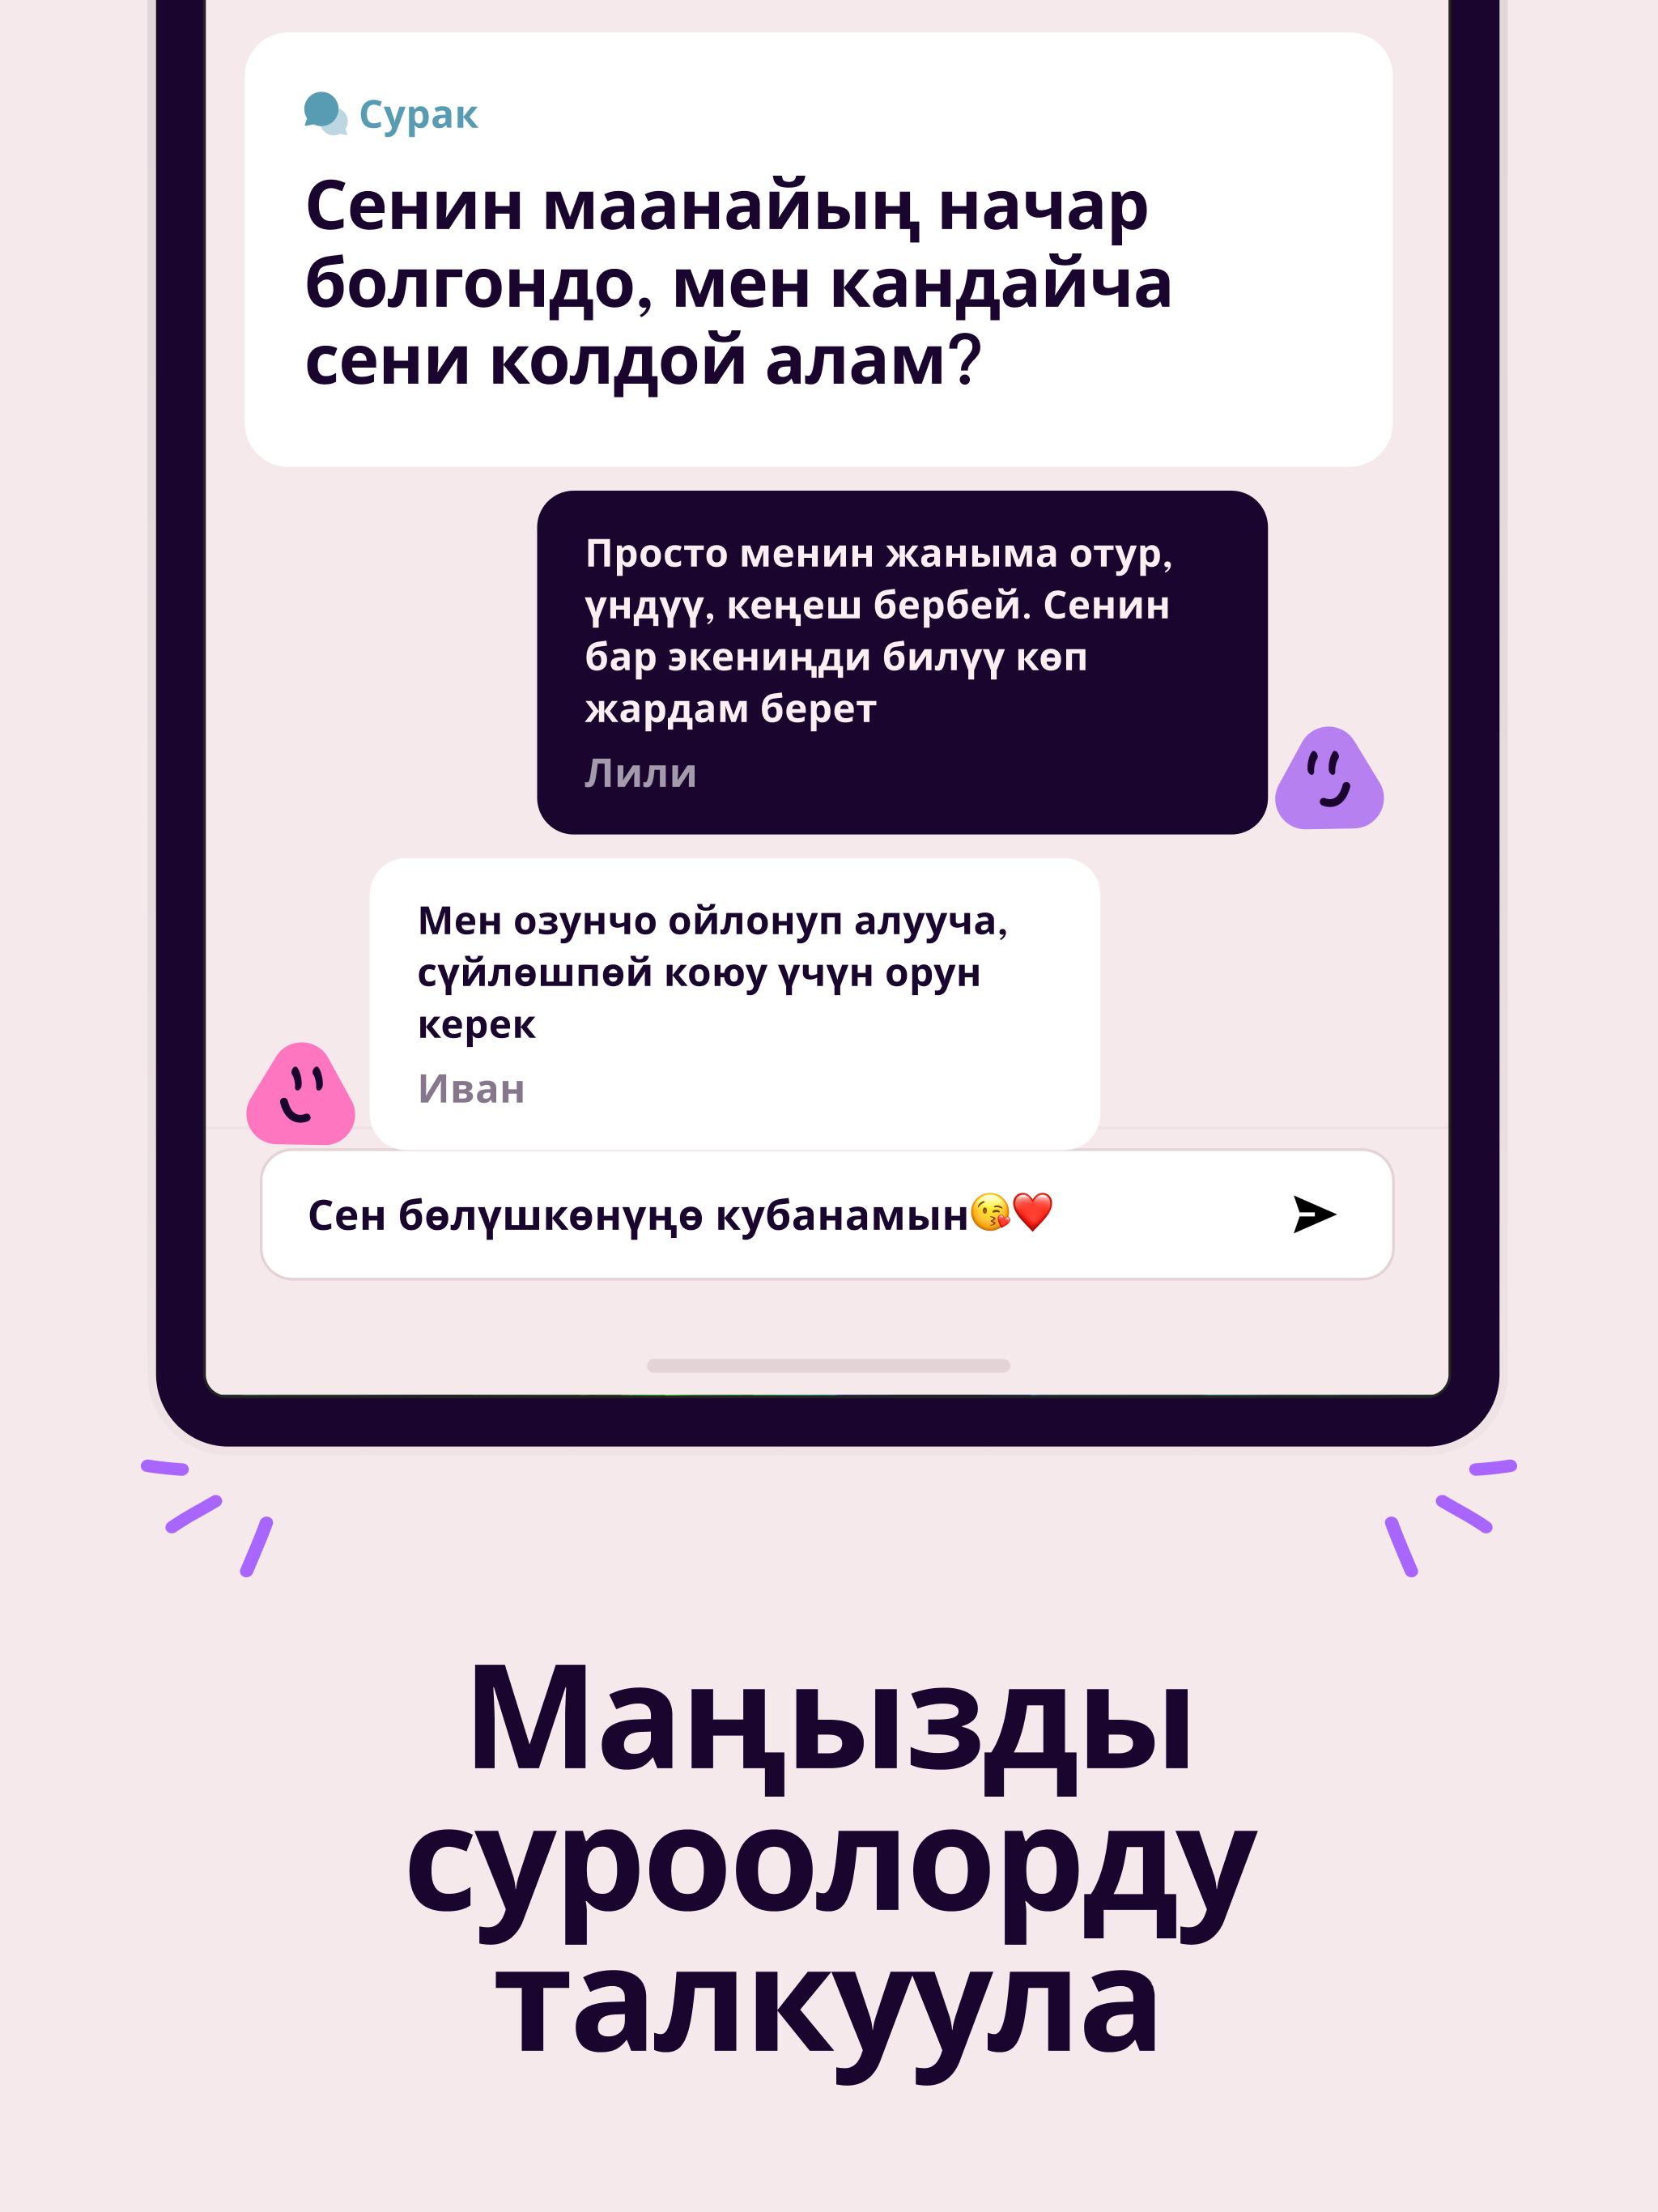 Сурак
Сенин маанайың начар
болгондо, мен кандайча
сени колдой алам?
Просто менин жаныма отур,
үндүү, кеңеш бербей. Сенин
бар экениңди билүү көп
жардам берет
Лили
Мен озунчо ойлонуп алууча,
сүйлөшпөй коюу үчүн орун
керек
Иван
Сен бөлүшкөнүңө кубанамын😘❤️
Маңызды
суроолорду
талкуула